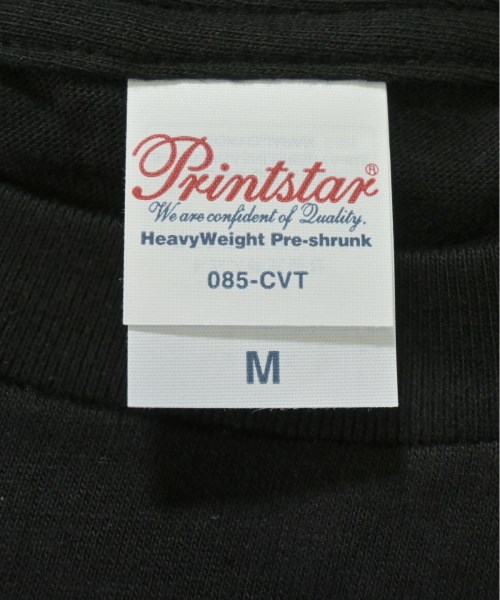 Printstar®
We are confident of Quality.
HeavyWeight Pre-shrunk
085-CVT
M